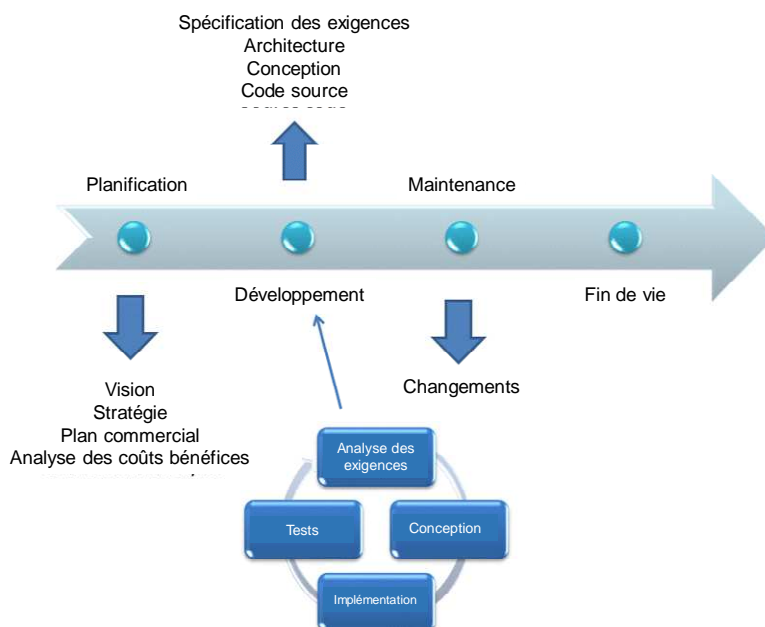 Spécification des exigences
Architecture
Conception
Code source
Planification
Maintenance
Développement
Fin de vie
Vision
Stratégie
Plan commercial
Analyse des coûts bénéfices
Changements
Analyse des
exigences
Tests
Conception
Implémentation